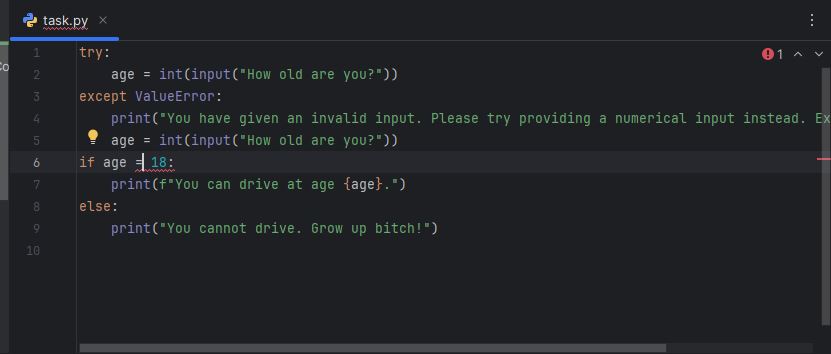 task.py
1
co
1 try:
2     age = int(input("How old are you?"))
3 except ValueError:
4     print("You have given an invalid input. Please try providing a numerical input instead. Ex
5     age = int(input("How old are you?"))
6 if age = 18:
7     print(f"You can drive at age {age}.")
8 else:
9     print("You cannot drive. Grow up bitch!")
10